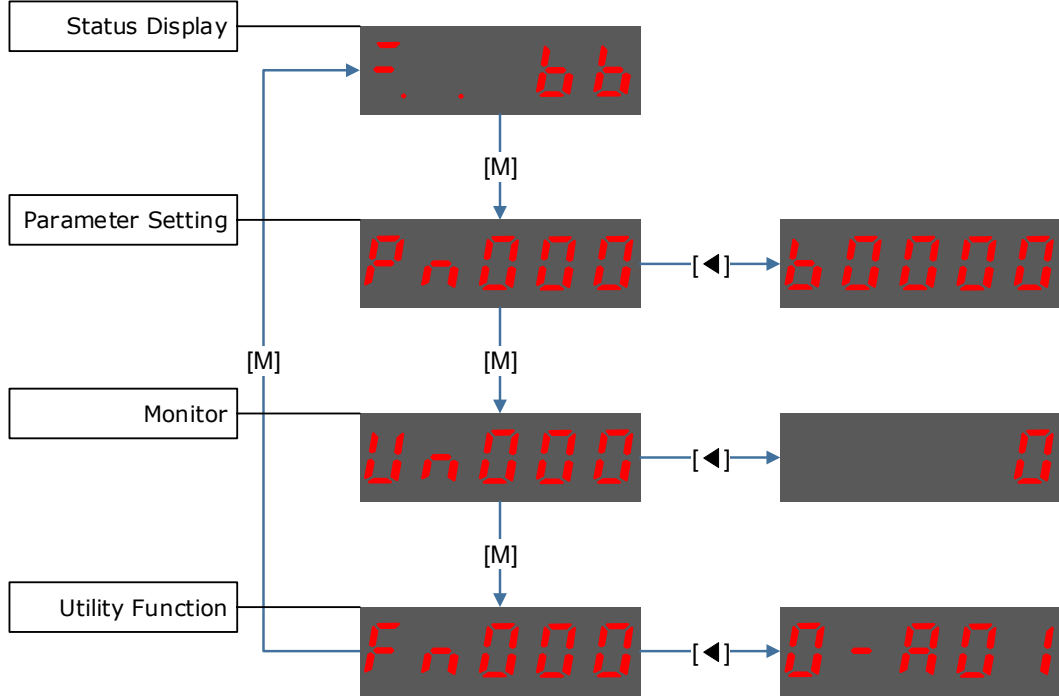 Status Display
bb
[M]
Parameter Setting
Pn000
[◀]
b0000
[M]
[M]
Monitor
Un000
[◀]
0
[M]
Utility Function
Fn000
[◀]
0-A01